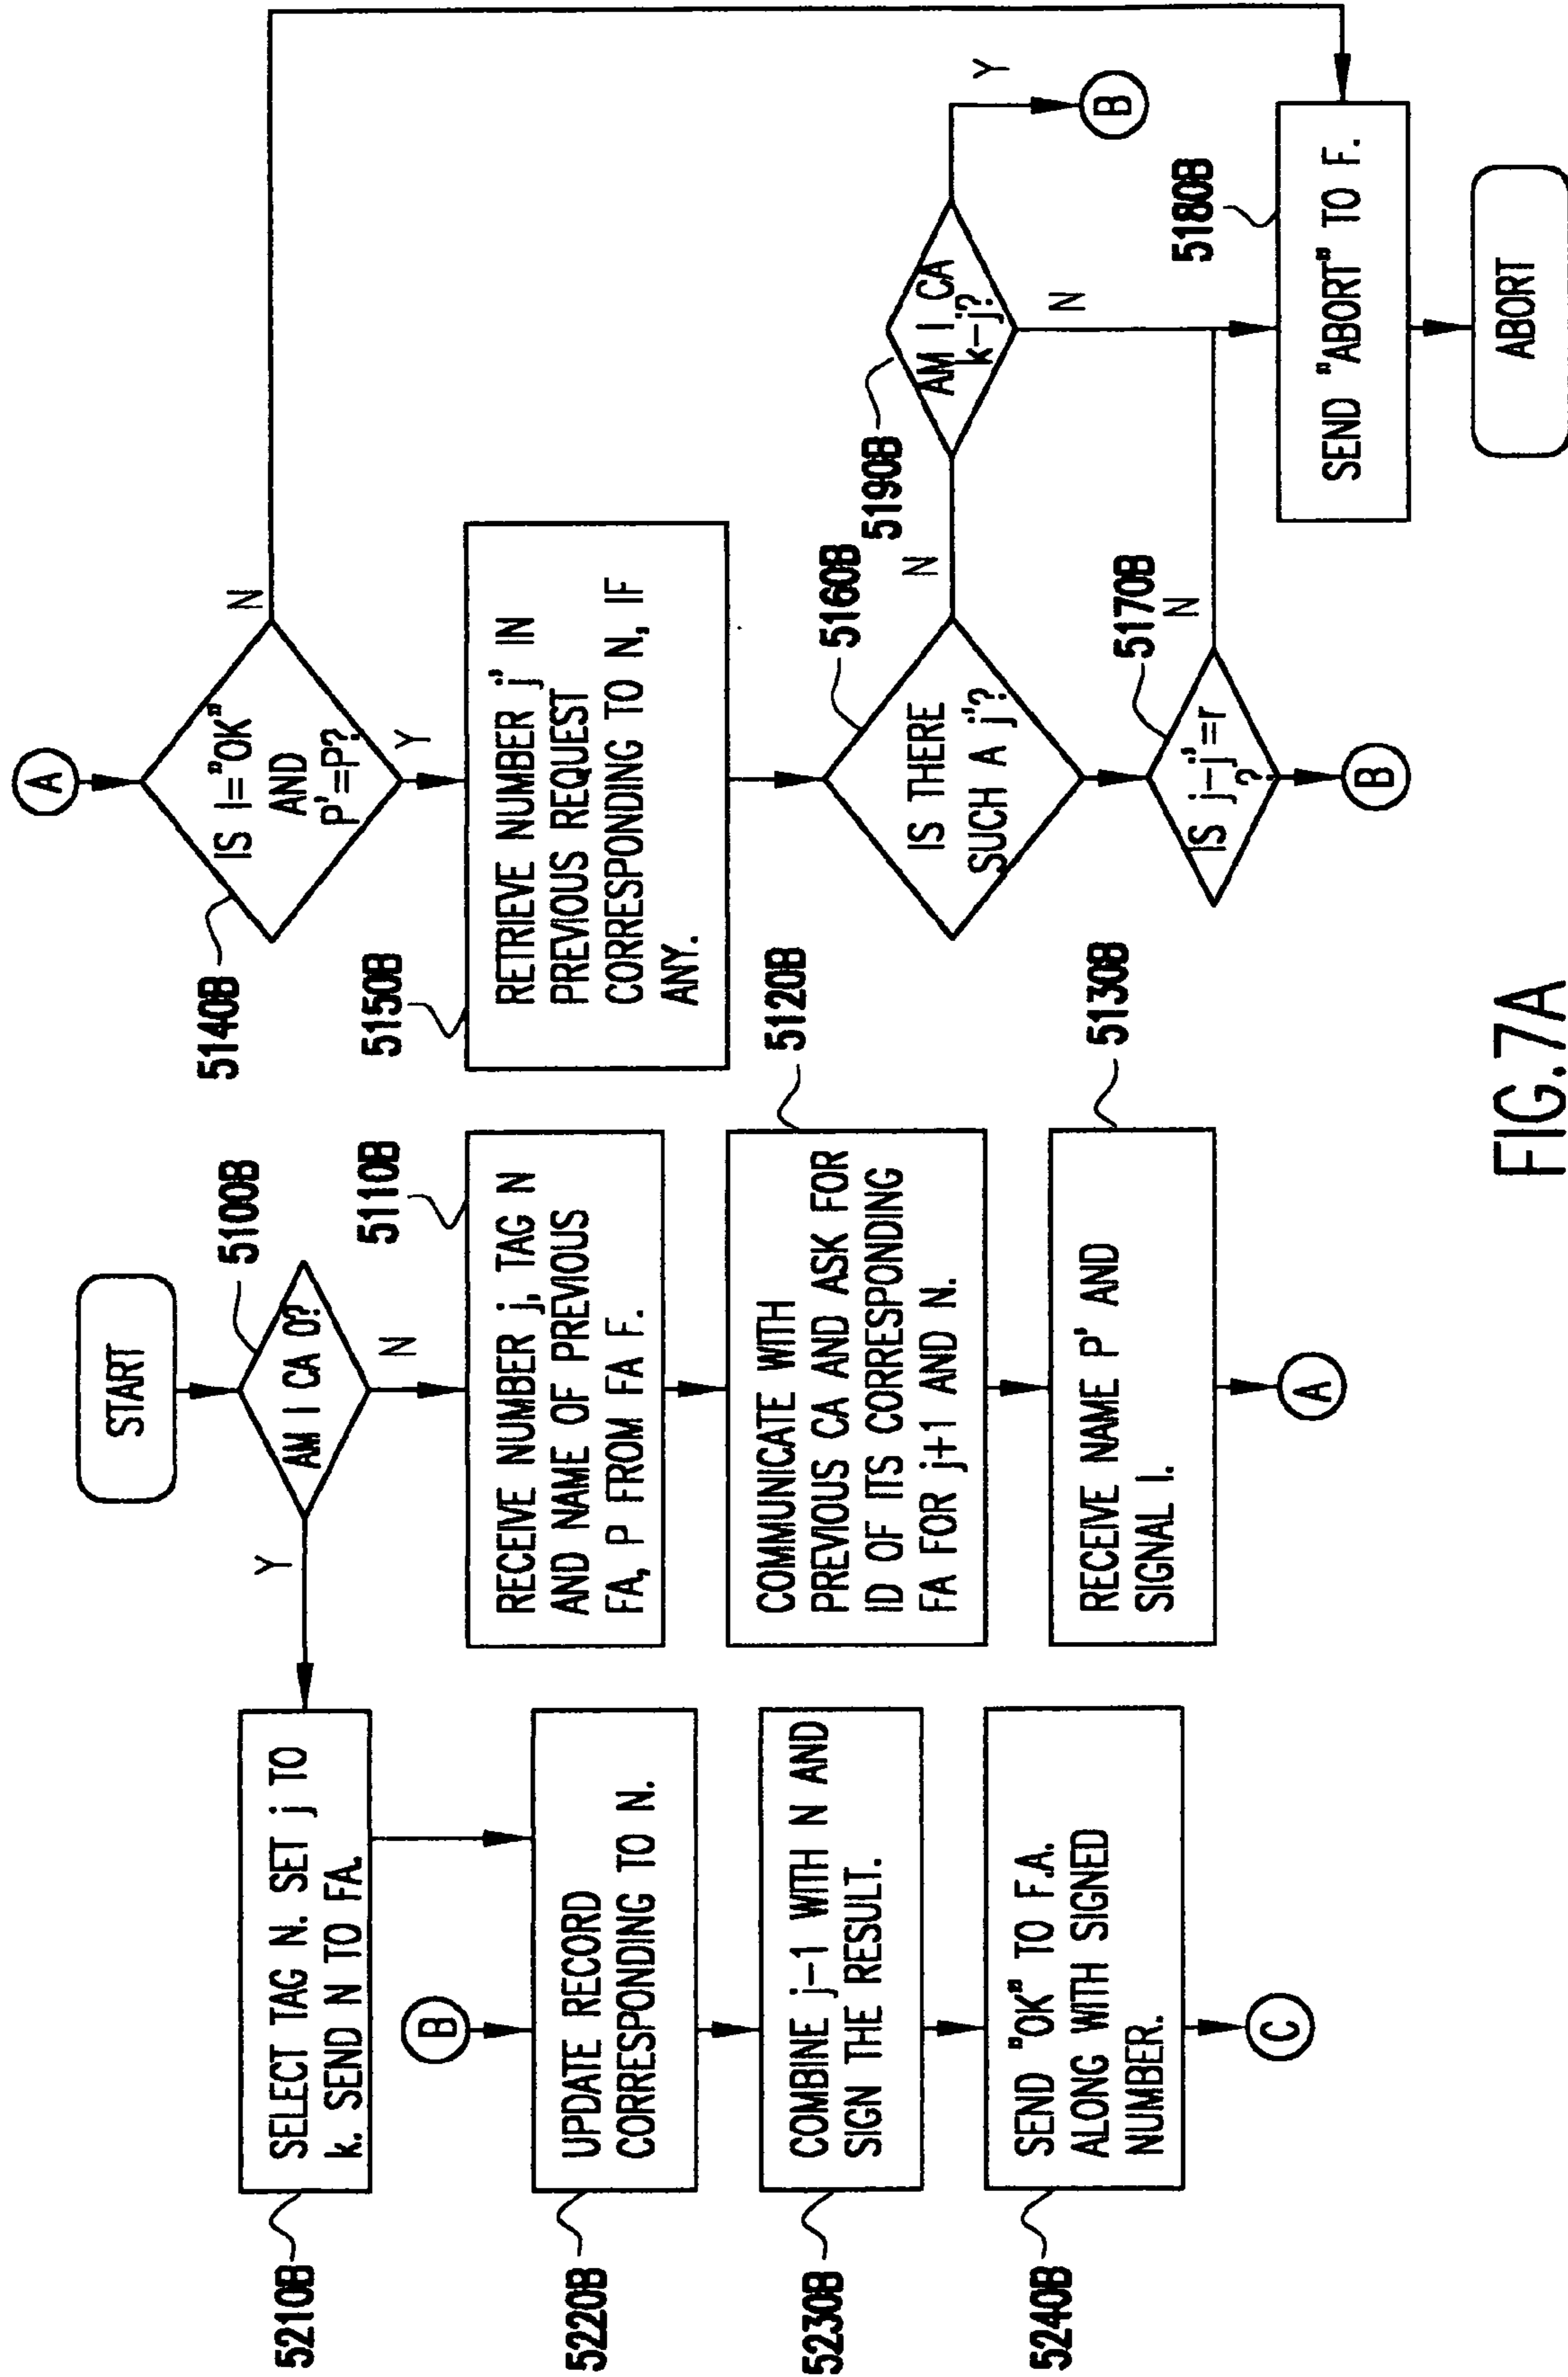 START
5100B
AM I CA 0?
Y
N
5210B
SELECT TAG N. SET j TO
k. SEND N TO FA.
B
5220B
UPDATE RECORD
CORRESPONDING TO N.
5230B
COMBINE j-1 WITH N AND
SIGN THE RESULT.
5240B
SEND "OK" TO F.A.
ALONG WITH SIGNED
NUMBER.
C
5110B
RECEIVE NUMBER j, TAG N
AND NAME OF PREVIOUS
FA, P FROM FA F.
5120B
COMMUNICATE WITH
PREVIOUS CA AND ASK FOR
ID OF ITS CORRESPONDING
FA FOR j+1 AND N.
5130B
RECEIVE NAME P' AND
SIGNAL I.
A
A
5140B
IS I="OK"
AND
P'=P?
N
Y
5150B
RETRIEVE NUMBER j' IN
PREVIOUS REQUEST
CORRESPONDING TO N, IF
ANY.
5160B
IS THERE
SUCH A j'?
N
5190B
AM I CA
k-j?
Y
B
N
5170B
IS j-j'=r
?
N
B
5180B
SEND "ABORT" TO F.
ABORT
FIG.7A